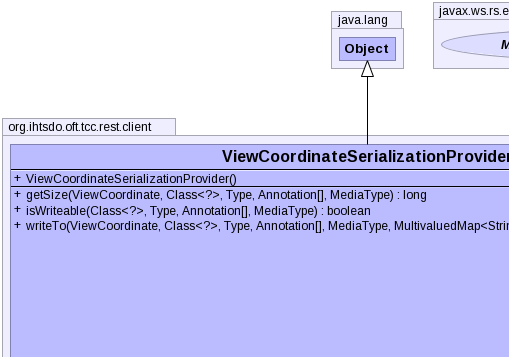 java.lang
javax.ws.rs.e
Object
M
org.ihtsdo.oft.tcc.rest.client
ViewCoordinateSerializationProvider
+ ViewCoordinateSerializationProvider()
+ getSize(ViewCoordinate, Class<?>, Type, Annotation[], MediaType) : long
+ isWriteable(Class<?>, Type, Annotation[], MediaType) : boolean
+ writeTo(ViewCoordinate, Class<?>, Type, Annotation[], MediaType, MultivaluedMap<Strin